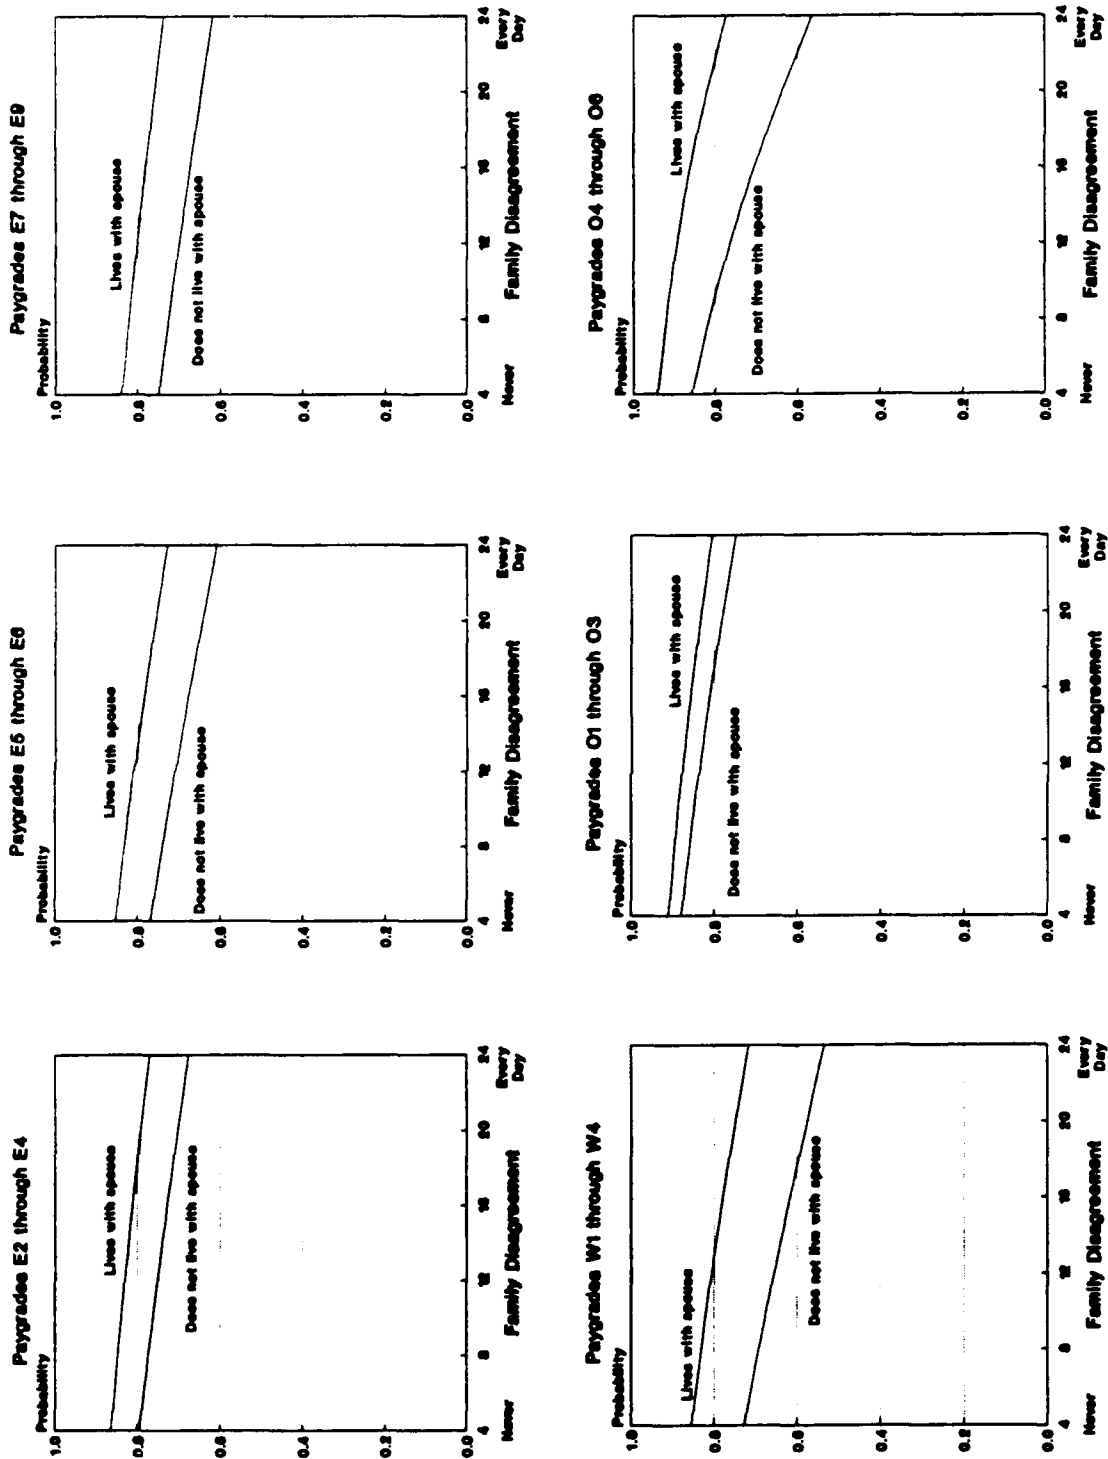 Paygrades E2 through E4
Probability
1.0
0.8
0.6
0.4
0.2
0.0
Lives with spouse
Does not live with spouse
4 8 12 16 20 24
Never Every Day
Family Disagreement
Paygrades E5 through E6
Probability
1.0
0.8
0.6
0.4
0.2
0.0
Lives with spouse
Does not live with spouse
4 8 12 16 20 24
Never Every Day
Family Disagreement
Paygrades E7 through E9
Probability
1.0
0.8
0.6
0.4
0.2
0.0
Lives with spouse
Does not live with spouse
4 8 12 16 20 24
Never Every Day
Family Disagreement
Paygrades W1 through W4
Probability
1.0
0.8
0.6
0.4
0.2
0.0
Lives with spouse
Does not live with spouse
4 8 12 16 20 24
Never Every Day
Family Disagreement
Paygrades O1 through O3
Probability
1.0
0.8
0.6
0.4
0.2
0.0
Lives with spouse
Does not live with spouse
4 8 12 16 20 24
Never Every Day
Family Disagreement
Paygrades O4 through O6
Probability
1.0
0.8
0.6
0.4
0.2
0.0
Lives with spouse
Does not live with spouse
4 8 12 16 20 24
Never Every Day
Family Disagreement